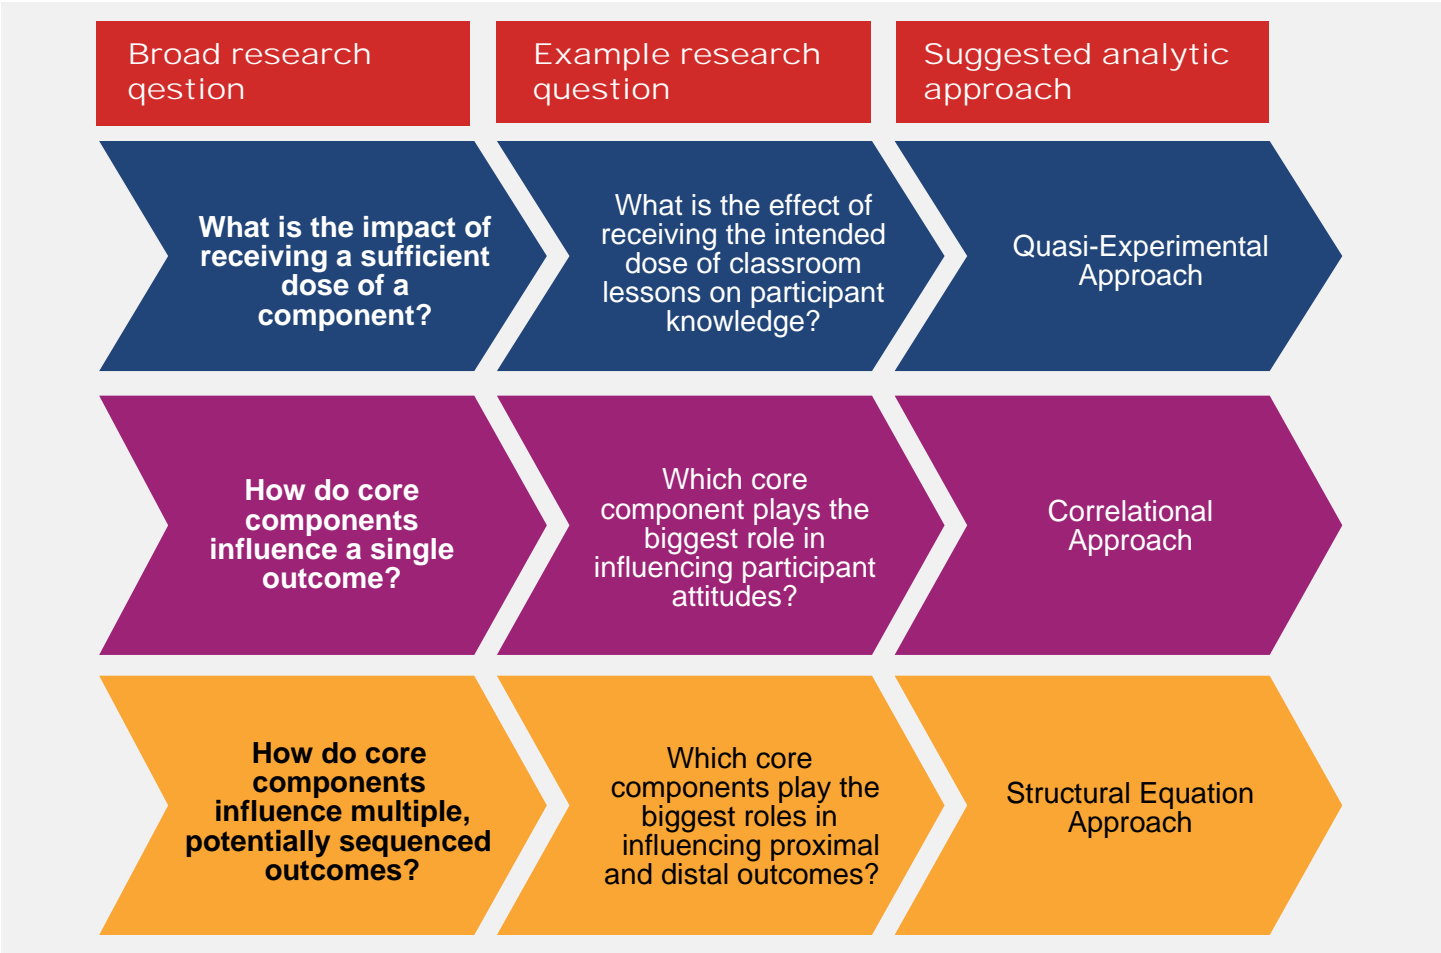 Broad research
qestion
Example research
question
Suggested analytic
approach
What is the impact of
receiving a sufficient
dose of a
component?
What is the effect of
receiving the intended
dose of classroom
lessons on participant
knowledge?
Quasi-Experimental
Approach
How do core
components
influence a single
outcome?
Which core
component plays the
biggest role in
influencing participant
attitudes?
Correlational
Approach
How do core
components
influence multiple,
potentially sequenced
outcomes?
Which core
components play the
biggest roles in
influencing proximal
and distal outcomes?
Structural Equation
Approach